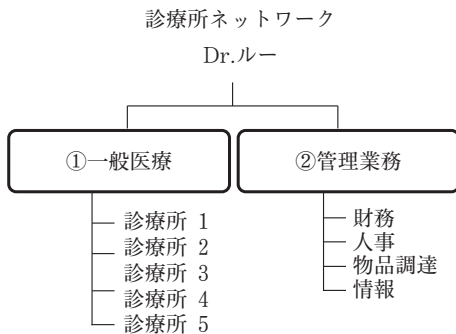 診療所ネットワーク
Dr.ルー
①一般医療
②管理業務
診療所 1
診療所 2
診療所 3
診療所 4
診療所 5
財務
人事
物品調達
情報